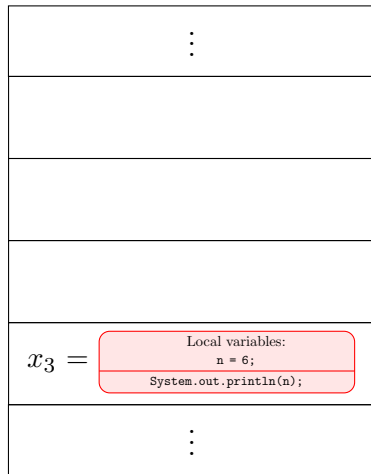 ⋮
x₃ =
Local variables:
n = 6;
System.out.println(n);
⋮